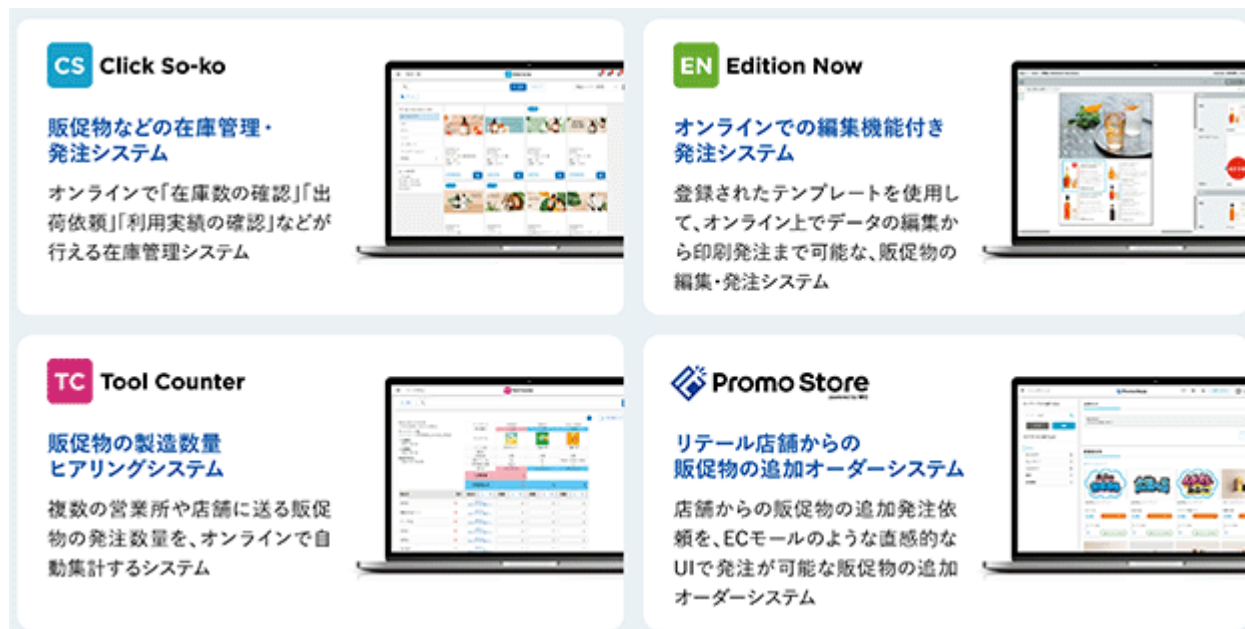 CS Click So-ko
販促物などの在庫管理・
発注システム
オンラインで「在庫数の確認」「出
荷依頼」「利用実績の確認」などが
行える在庫管理システム
EN Edition Now
オンラインでの編集機能付き
発注システム
登録されたテンプレートを使用し
て、オンライン上でデータの編集か
ら印刷発注まで可能な、販促物の
編集・発注システム
TC Tool Counter
販促物の製造数量
ヒアリングシステム
複数の営業所や店舗に送る販促
物の発注数量を、オンラインで自
動集計するシステム
Promo Store
リテール店舗からの
販促物の追加オーダーシステム
店舗からの販促物の追加発注依
頼を、ECモールのような直感的な
UIで発注が可能な販促物の追加
オーダーシステム